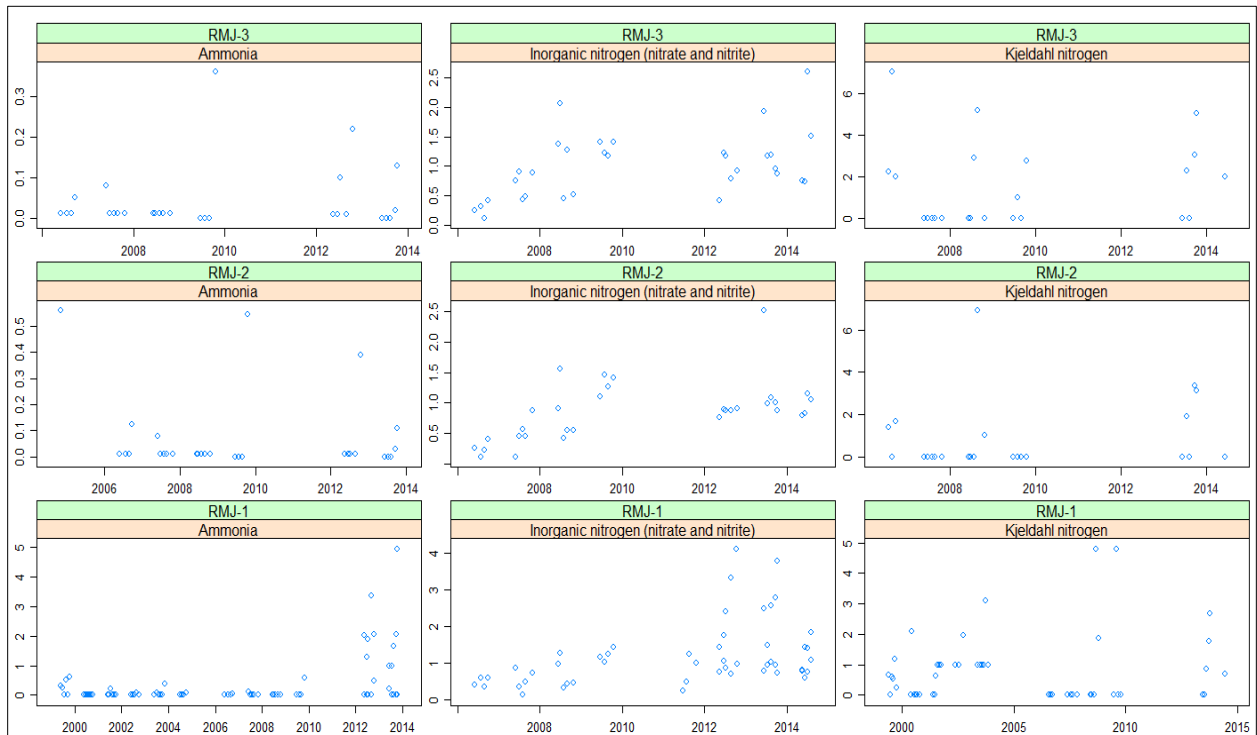 RMJ-3 RMJ-3 RMJ-3
Ammonia Inorganic nitrogen (nitrate and nitrite) Kjeldahl nitrogen
0.3 2.5 6
0.2 2.0 4
0.1 1.5 2
0.0 1.0 0
0.5
0.0
2008 2010 2012 2014 2008 2010 2012 2014 2008 2010 2012 2014
RMJ-2 RMJ-2 RMJ-2
Ammonia Inorganic nitrogen (nitrate and nitrite) Kjeldahl nitrogen
0.5 2.5 6
0.4 2.0 4
0.3 1.5 2
0.2 1.0 0
0.1 0.5
0.0
2006 2008 2010 2012 2014 2008 2010 2012 2014 2008 2010 2012 2014
RMJ-1 RMJ-1 RMJ-1
Ammonia Inorganic nitrogen (nitrate and nitrite) Kjeldahl nitrogen
5 4 5
4 3 4
3 2 3
2 1 2
1 0 1
0 0
2000 2002 2004 2006 2008 2010 2012 2014 2008 2010 2012 2014 2000 2005 2010 2015